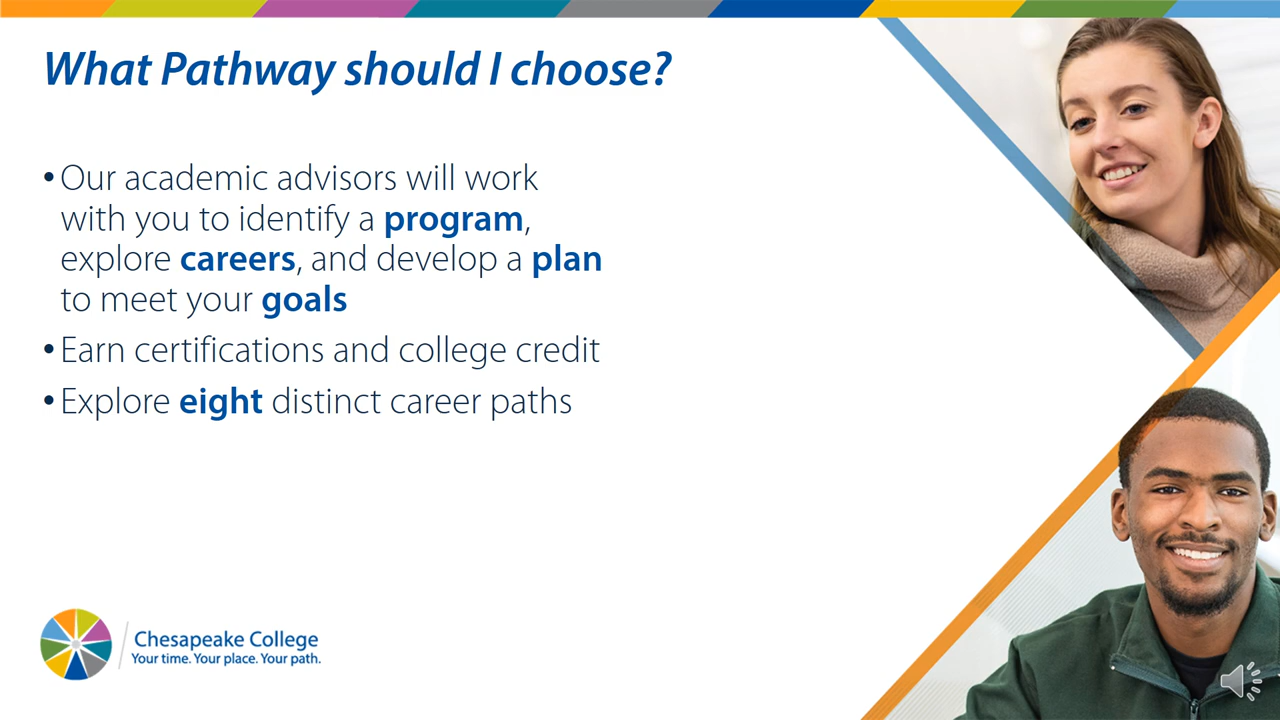 What Pathway should I choose?
•Our academic advisors will work
with you to identify a program,
explore careers, and develop a plan
to meet your goals
•Earn certifications and college credit
•Explore eight distinct career paths
Chesapeake College
Your time. Your place. Your path.